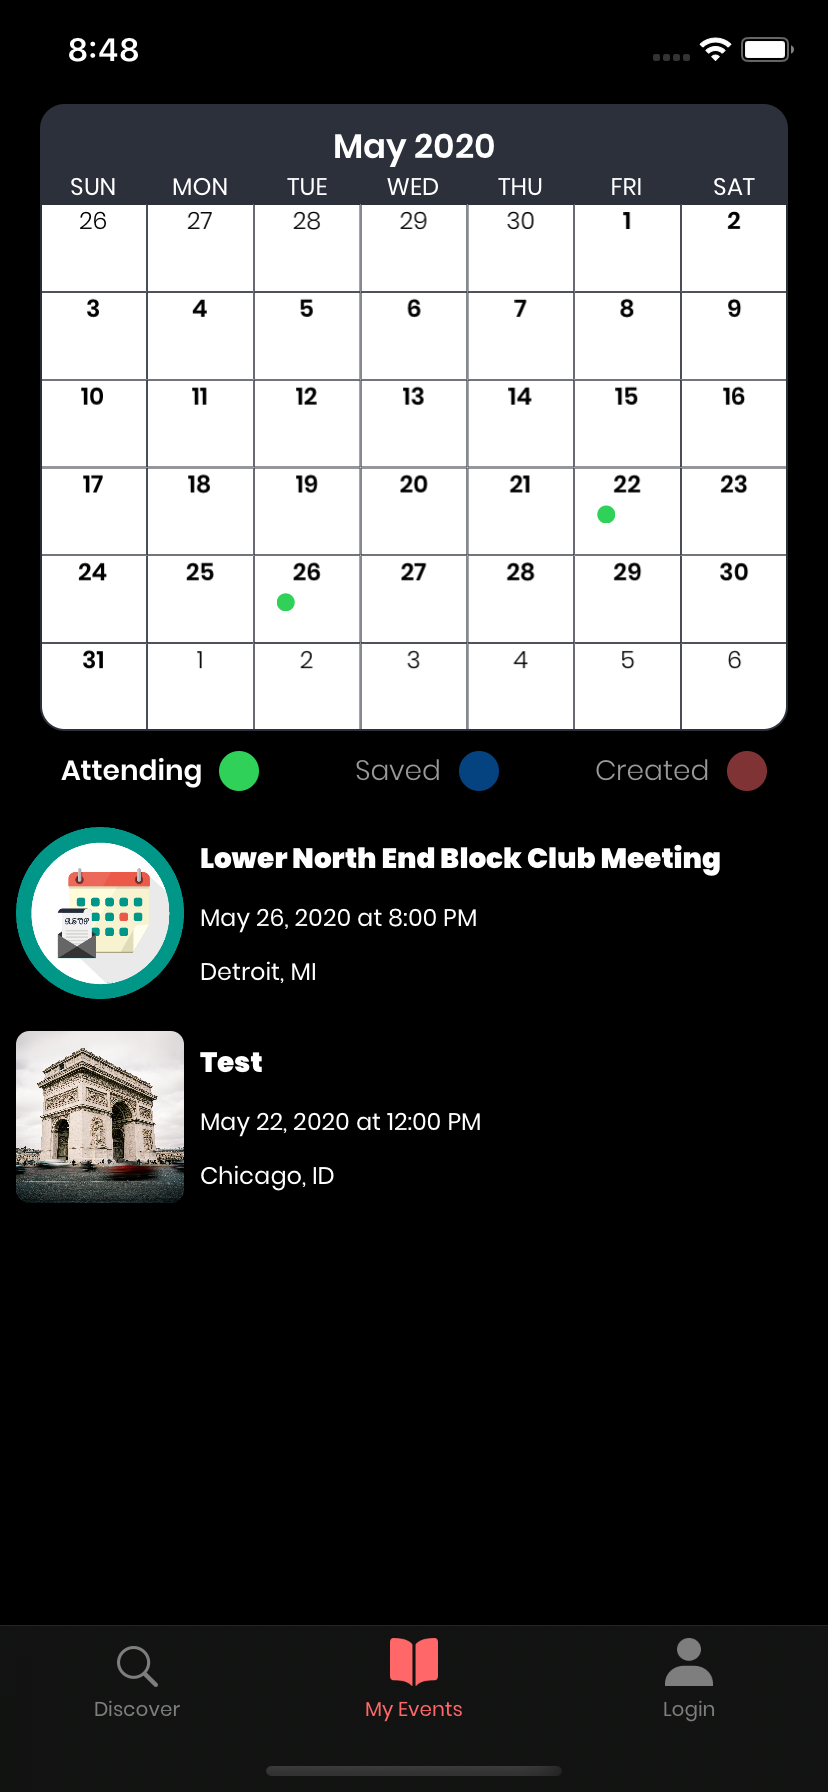 8:48
May 2020
SUN MON TUE WED THU FRI SAT
26 27 28 29 30 1 2
3 4 5 6 7 8 9
10 11 12 13 14 15 16
17 18 19 20 21 22 23
24 25 26 27 28 29 30
31 1 2 3 4 5 6
Attending Saved Created
Lower North End Block Club Meeting
May 26, 2020 at 8:00 PM
Detroit, MI
Test
May 22, 2020 at 12:00 PM
Chicago, ID
Discover My Events Login